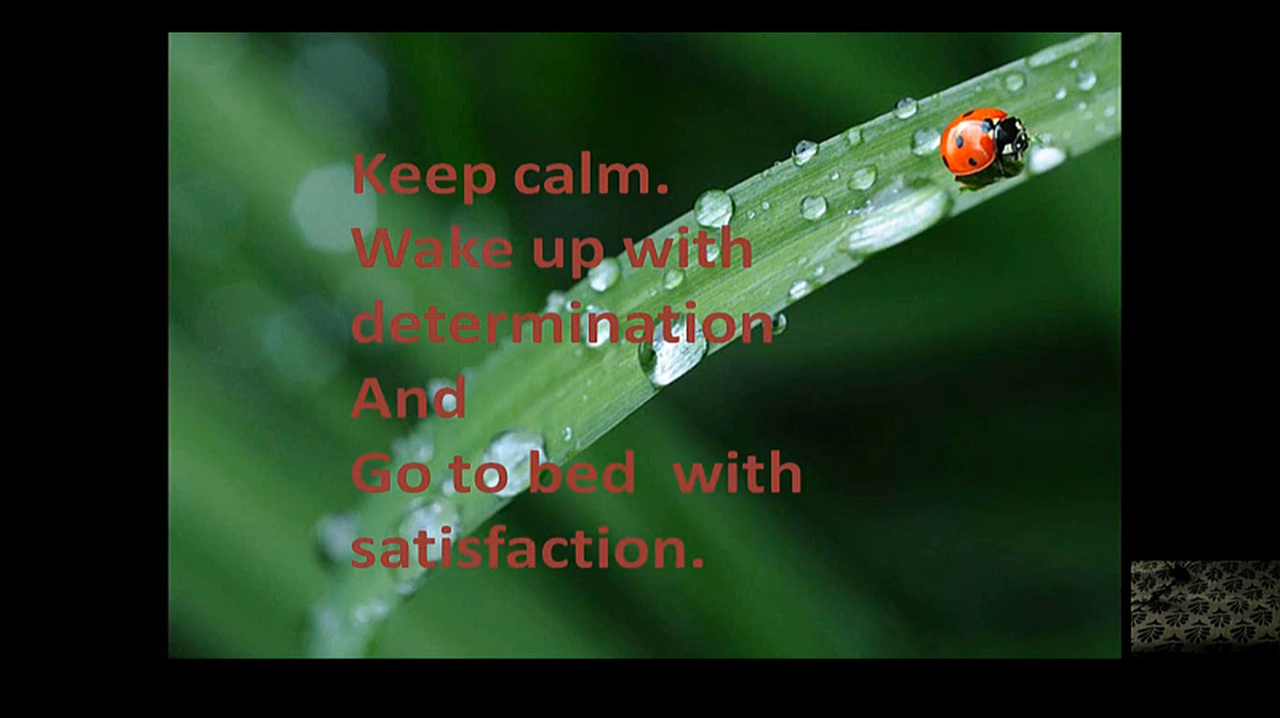 Keep calm.
Wake up with
determination
And
Go to bed  with
satisfaction.